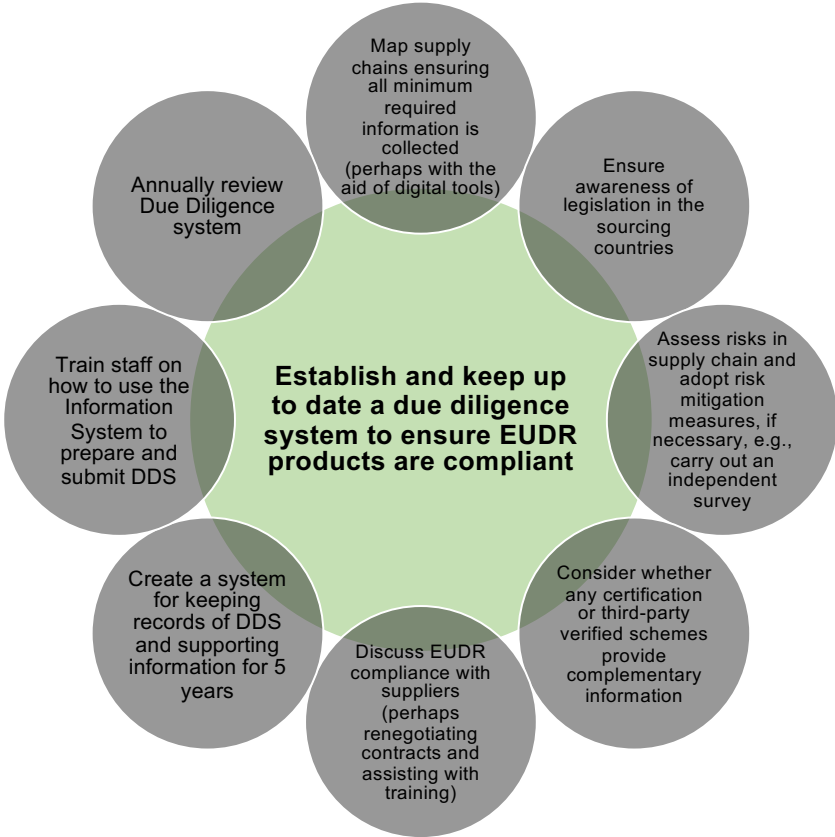 Map supply
chains ensuring
all minimum
required
information is
collected
(perhaps with the
aid of digital tools)
Ensure
awareness of
legislation in the
sourcing
countries
Assess risks in
supply chain and
adopt risk
mitigation
measures, if
necessary, e.g.,
carry out an
independent
survey
Consider whether
any certification
or third-party
verified schemes
provide
complementary
information
Discuss EUDR
compliance with
suppliers
(perhaps
renegotiating
contracts and
assisting with
training)
Create a system
for keeping
records of DDS
and supporting
information for 5
years
Train staff on
how to use the
Information
System to
prepare and
submit DDS
Annually review
Due Diligence
system
Establish and keep up
to date a due diligence
system to ensure EUDR
products are compliant